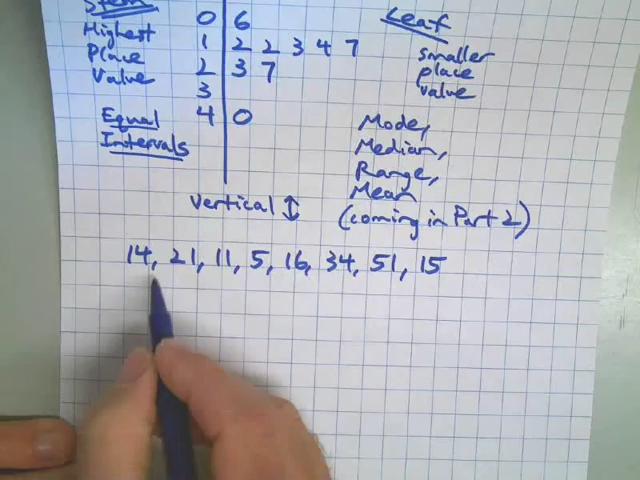 Stem
Highest
Place
Value
Equal
Intervals
0 6
1 2 2 3 4 7
2 3 7
3
4 0
Leaf
smaller
place
value
Mode,
Median,
Range,
Mean
(coming in Part 2)
Vertical ↕
14, 21, 11, 5, 16, 34, 51, 15